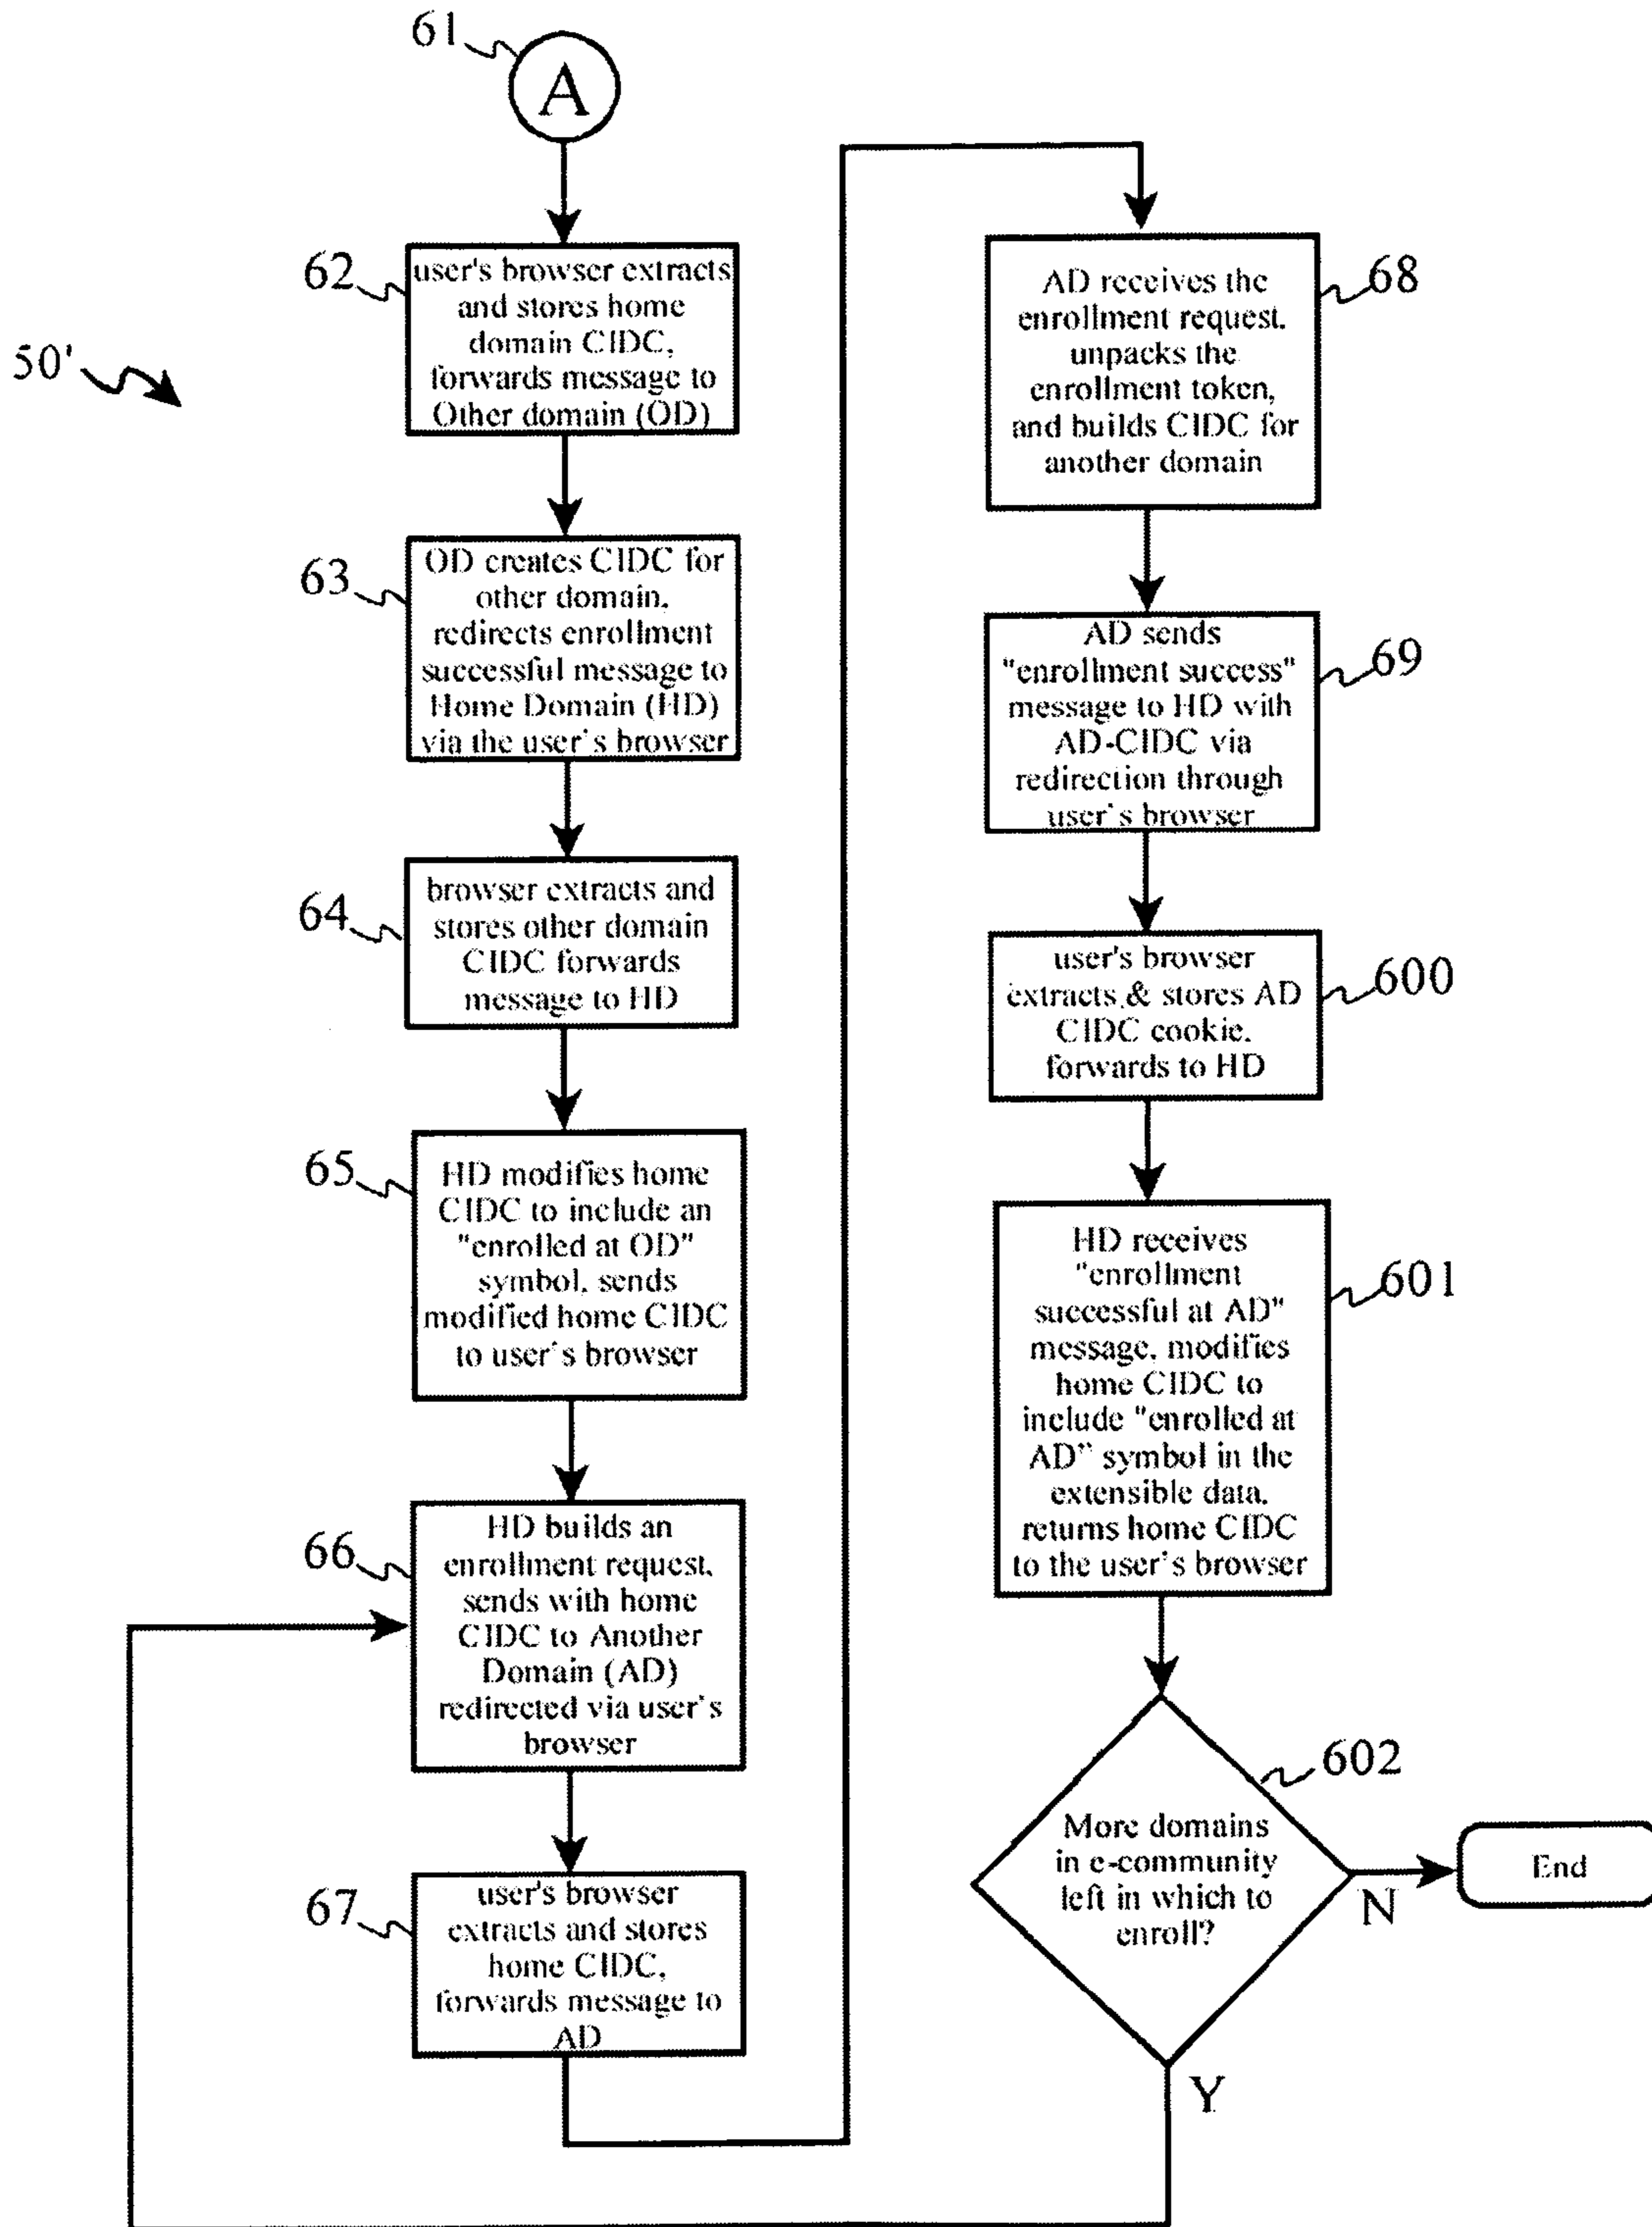 61
A
50'
62
user's browser extracts
and stores home
domain CIDC,
forwards message to
Other domain (OD)
63
OD creates CIDC for
other domain.
redirects enrollment
successful message to
Home Domain (HD)
via the user's browser
64
browser extracts and
stores other domain
CIDC forwards
message to HD
65
HD modifies home
CIDC to include an
"enrolled at OD"
symbol, sends
modified home CIDC
to user's browser
66
HD builds an
enrollment request,
sends with home
CIDC to Another
Domain (AD)
redirected via user's
browser
67
user's browser
extracts and stores
home CIDC,
forwards message to
AD
68
AD receives the
enrollment request.
unpacks the
enrollment token,
and builds CIDC for
another domain
69
AD sends
"enrollment success"
message to HD with
AD-CIDC via
redirection through
user's browser
600
user's browser
extracts & stores AD
CIDC cookie,
forwards to HD
601
HD receives
"enrollment
successful at AD"
message, modifies
home CIDC to
include "enrolled at
AD" symbol in the
extensible data,
returns home CIDC
to the user's browser
602
More domains
in e-community
left in which to
enroll?
N
End
Y